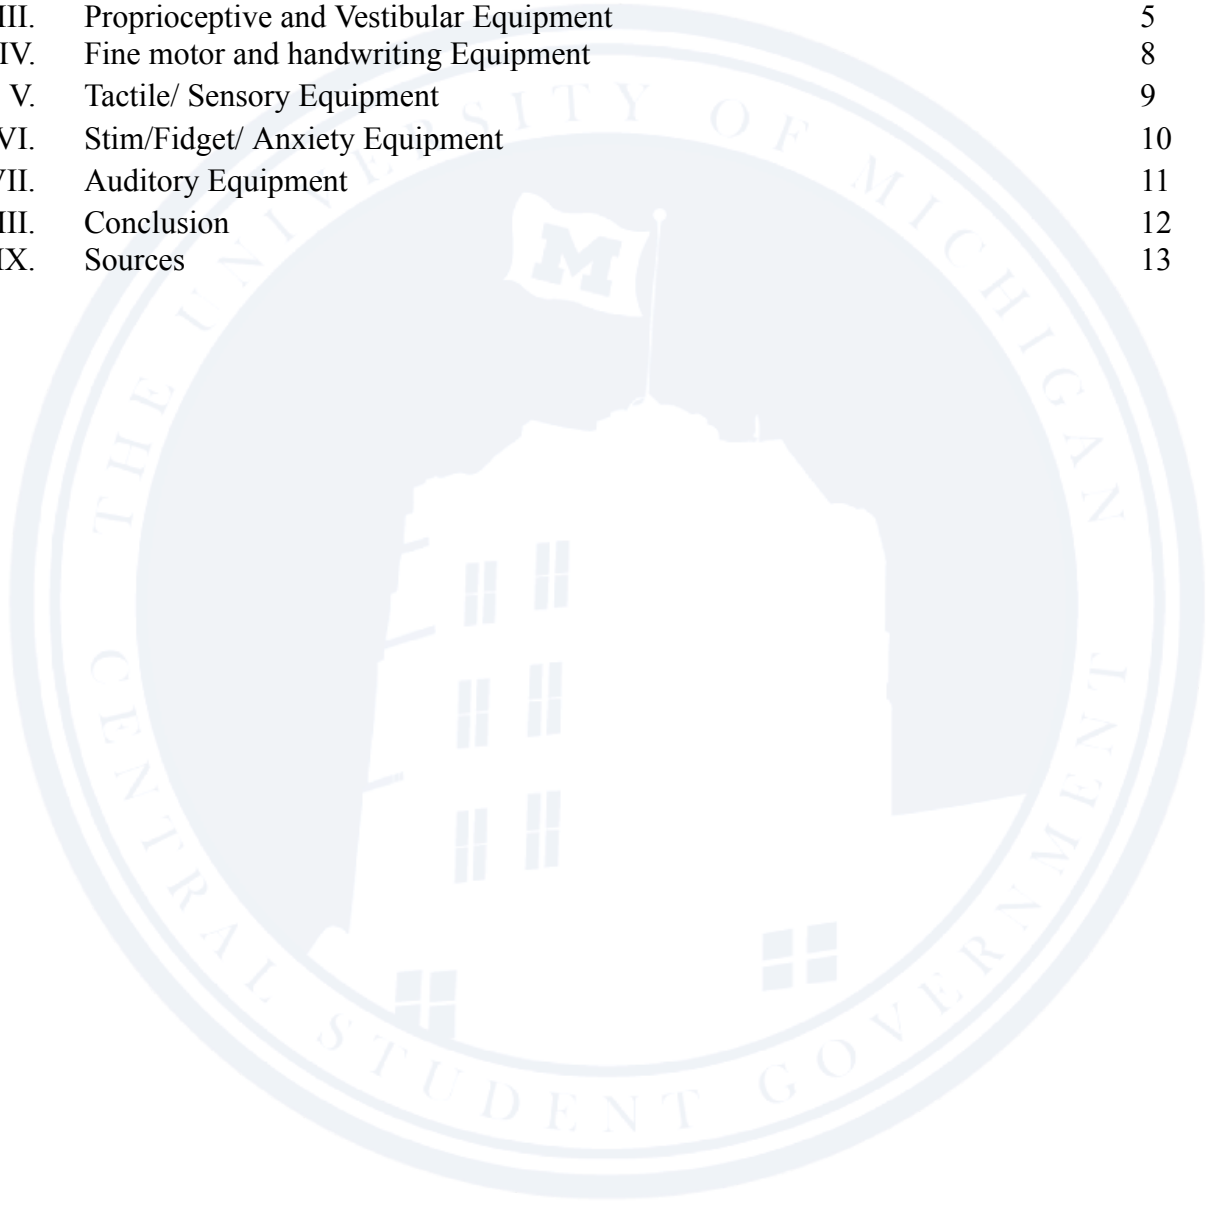 III. Proprioceptive and Vestibular Equipment 5
IV. Fine motor and handwriting Equipment 8
V. Tactile/ Sensory Equipment 9
VI. Stim/Fidget/ Anxiety Equipment 10
VII. Auditory Equipment 11
III. Conclusion 12
IX. Sources 13
THE UNIVERSITY OF MICHIGAN
M
CENTRAL STUDENT GOVERNMENT